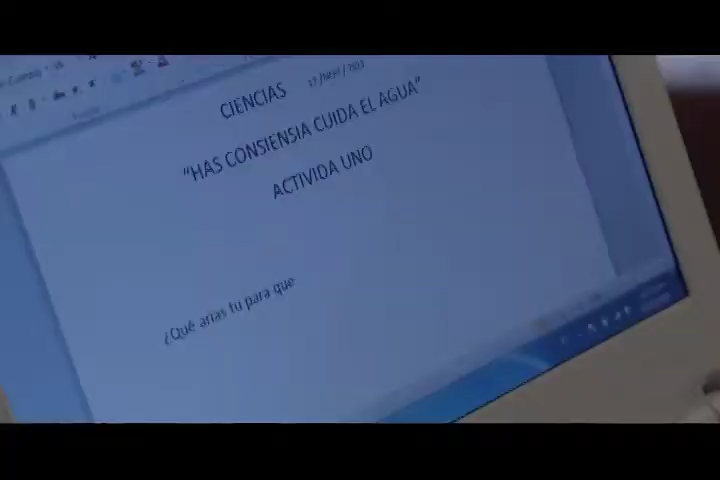 CIENCIAS
"HAS CONSIENSIA CUIDA EL AGUA"
ACTIVIDA UNO
¿Qué arias tu para que